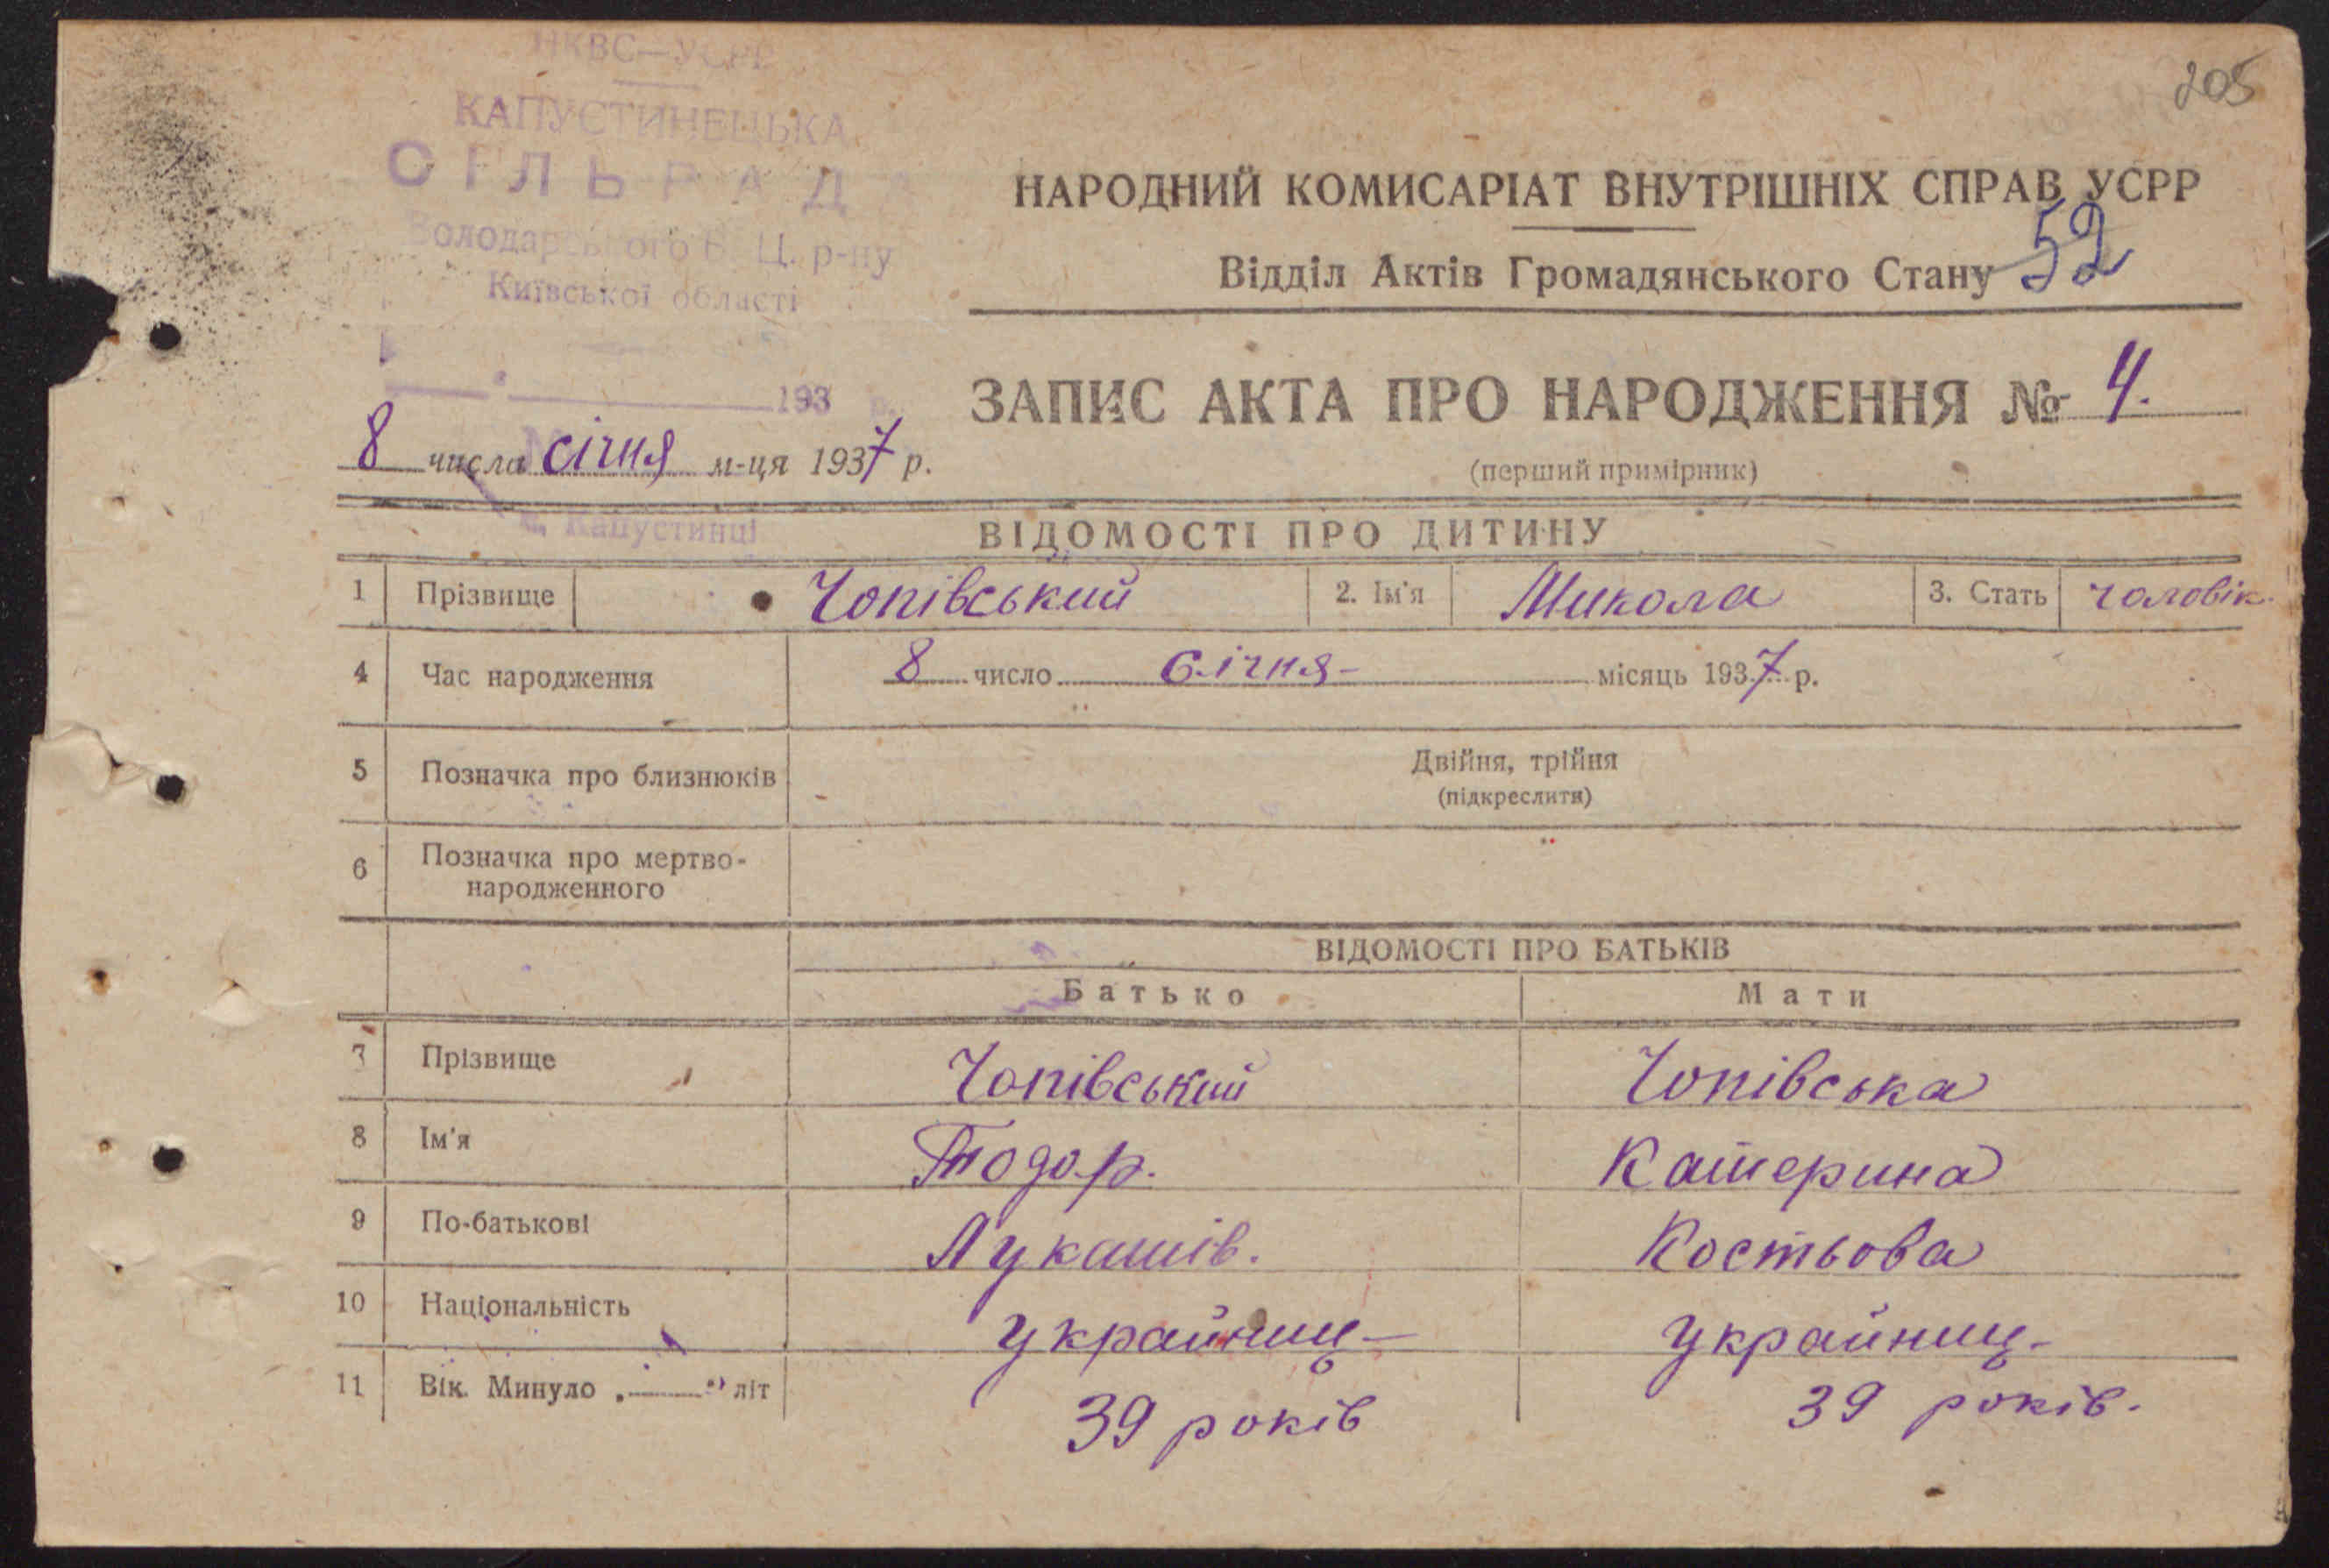 205
НКВС—УСРР
КАПУСТИНЕЦЬКА
СІЛЬРАДА
Володарського Б. Ц. р-ну
Київської області
193 р.
с. Капустинці
НАРОДНИЙ КОМИСАРІАТ ВНУТРІШНІХ СПРАВ УСРР
Відділ Актів Громадянського Стану 52
ЗАПИС АКТА ПРО НАРОДЖЕННЯ № 4.
8 числа січня м-ця 1937 р.
(перший примірник)
ВІДОМОСТІ ПРО ДИТИНУ
1 Прізвище Чопівський 2. Ім'я Микола 3. Стать чоловік.
4 Час народження 8 число січня- місяць 1937 р.
5 Позначка про близнюків Двійня, трійня
(підкреслити)
6 Позначка про мертво-
народженного
ВІДОМОСТІ ПРО БАТЬКІВ
Батько Мати
7 Прізвище Чопівський Чопівська
8 Ім'я Тодор. Катерина
9 По-батькові Лукашів. Костьова
10 Національність украйниц- украйниц-
11 Вік. Минуло „ " літ 39 років 39 років.